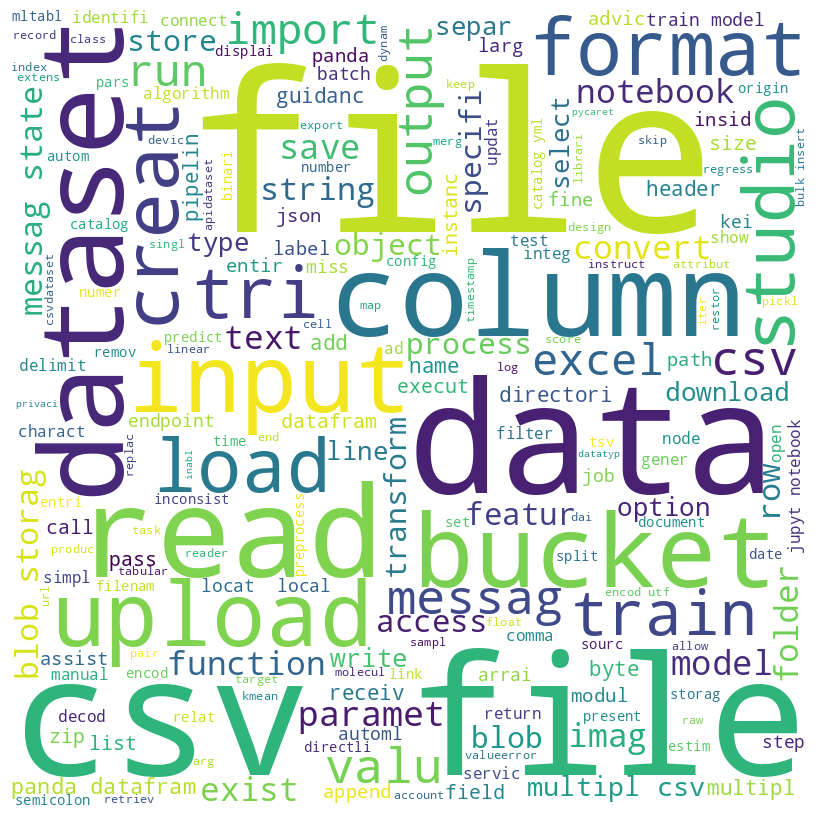 mltabl identifi connect
import
separ
advic train model
record class
store
displai
panda
dynam
larg
format
dataset
file
output
index
extens
pars
run
batch
keep
notebook
origin
messag state
algorithm
guidanc
pycaret
insid
studio
creat
export
specifi
updat
catalog yml
librari
select
skip
size
bulk insert
autom
devic
pipelin
apidataset
binari
save
number
merg
regress
string
instanc
fine
header
catalog
json
design
kei
csvdataset
singl
type
label
object
test
integ
convert
show
numer
tri
entir
miss
config
column
timestamp
instruct
attribut
map
cell
iter
restor
pickl
delimit
remov
predict
linear
text
add
process
score
input
ad
name
log
excel
path
csv
execut
directori
download
privaci
charact
replac
endpoint
datafram
time
end
filter
tsv
datatyp
data
node
gener
open
jupyt notebook
load
line
inabl
transform
job
row
blob storag
entri
inconsist
featur
dai
option
read
preprocess
set
document
call
task
bucket
produc
reader
pass
tabular
split
date
simpl
filenam
locat
local
encod utf
url
upload
messag
train
folder
access
float
pair
sampl
comma
sourc
allow
assist
function
write
model
manual
encod
target
kmean
molecul
link
arrai
byte
csv file
receiv
modul
storag
decod
relat
paramet
return
present
raw
zip
list
automl
blob
imag
estim
step
arg
directli
valueerror
valu
servic
panda datafram
exist
append
account
field
multipl csv
multipl
semicolon
retriev